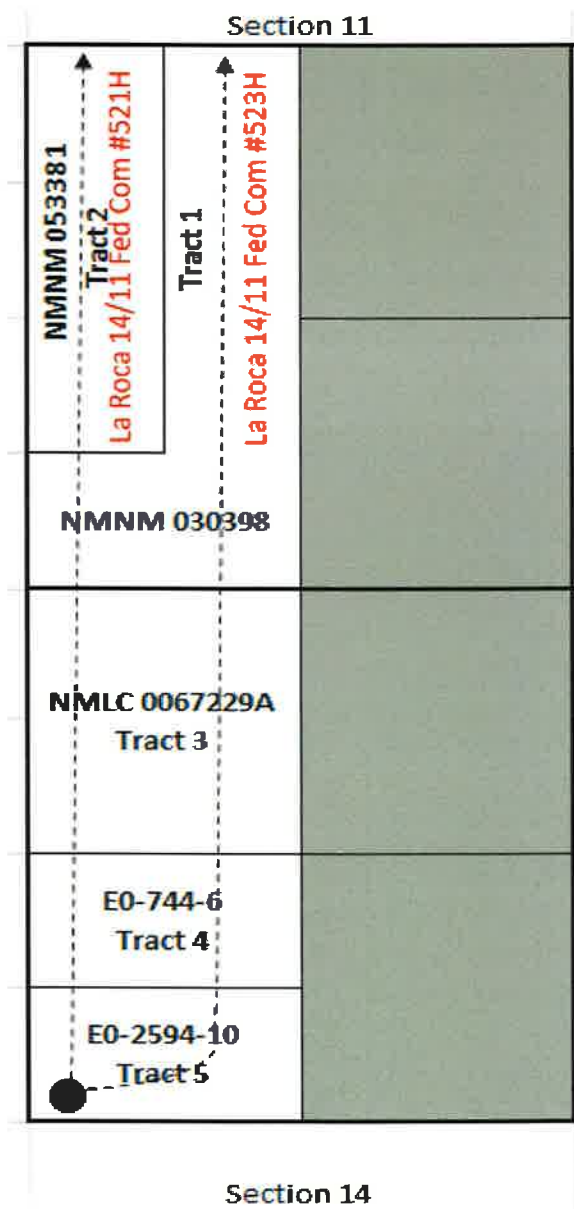 Section 11
NMNM 053381
Tract 2
La Roca 14/11 Fed Com #521H
Tract 1
La Roca 14/11 Fed Com #523H
NMNM 030398
NMLC 0067229A
Tract 3
E0-744-6
Tract 4
E0-2594-10
Tract 5
Section 14